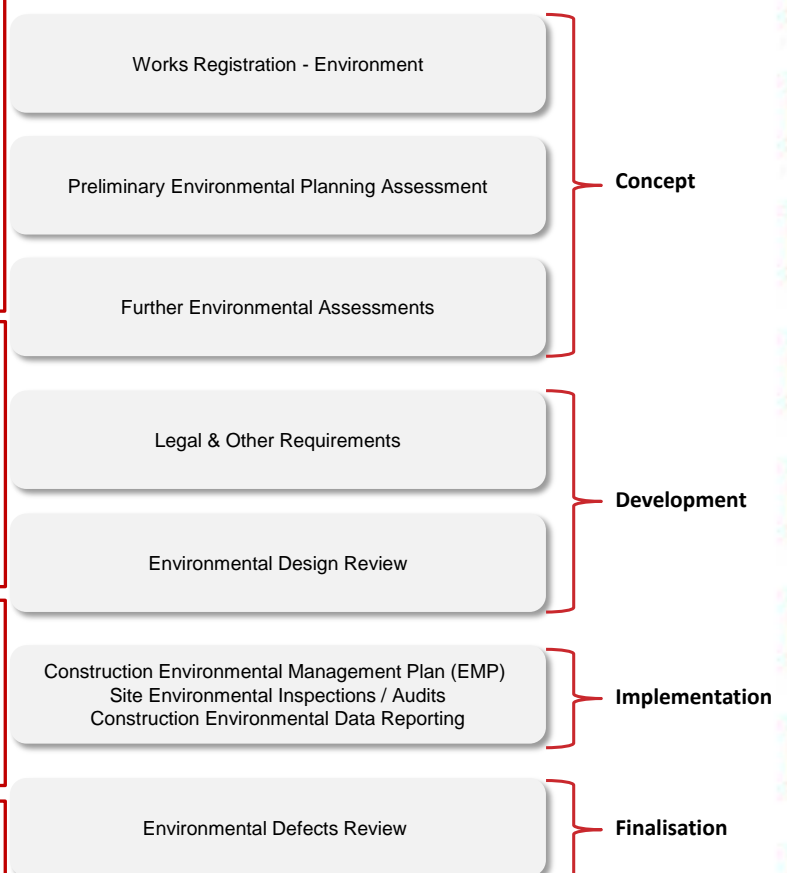 Works Registration - Environment
Preliminary Environmental Planning Assessment
Concept
Further Environmental Assessments
Legal & Other Requirements
Development
Environmental Design Review
Construction Environmental Management Plan (EMP)
Site Environmental Inspections / Audits
Construction Environmental Data Reporting
Implementation
Environmental Defects Review
Finalisation